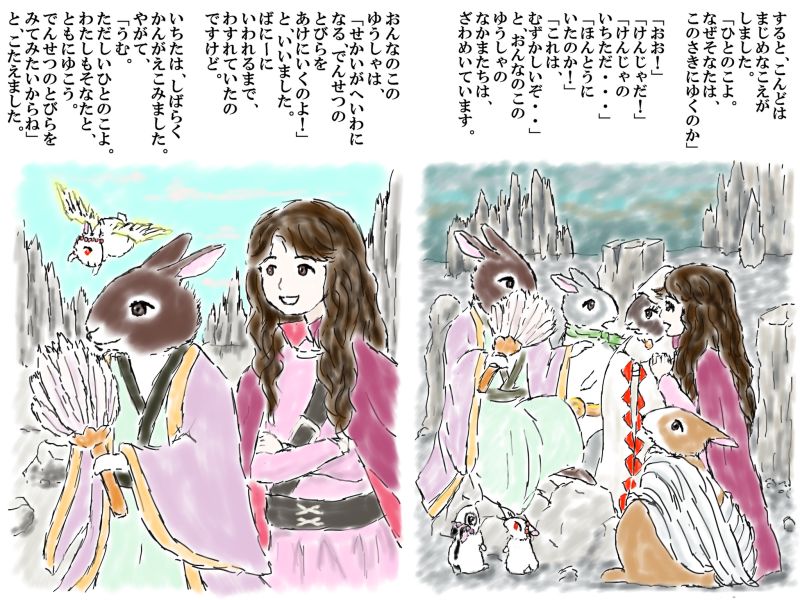 すると、こんどは
まじめなこえが
しました。
「ひとのこよ。
なぜそなたは、
このさきにゆくのか」
「おお！」
「けんじゃだ！」
「けんじゃの
いちただ・・・」
「ほんとうに
いたのか！」
「これは、
むずかしいぞ・・」
と、おんなのこの
ゆうしゃの
なかまたちは、
ざわめいています。
おんなのこの
ゆうしゃは、
「せかいがへいわに
なる、でんせつの
とびらを
あけにいくのよ！」
と、いいました。
ばにーに
いわれるまで、
わすれていたの
ですけど。
いちたは、しばらく
かんがえこみました。
やがて、
「うむ。
ただしいひとのこよ。
わたしもそなたと、
ともにゆこう。
でんせつのとびらを
みてみたいからね」
と、こたえました。